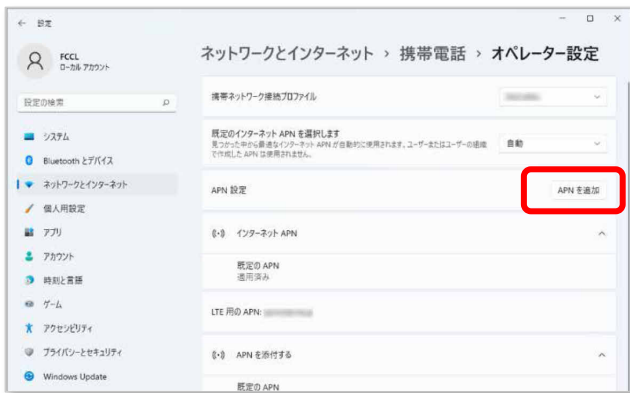 ← 設定
FCCL
ローカル アカウント
設定の検索
システム
Bluetooth とデバイス
ネットワークとインターネット
個人用設定
アプリ
アカウント
時刻と言語
ゲーム
アクセシビリティ
プライバシーとセキュリティ
Windows Update
ネットワークとインターネット › 携帯電話 › オペレーター設定
携帯ネットワーク接続プロファイル
既定のインターネット APN を選択します
見つかった中から最適なインターネット APN が自動的に使用されます。ユーザーまたはユーザーの組織
で作成した APN は使用されません。
自動
APN 設定
APN を追加
インターネット APN
既定の APN
適用済み
LTE 用の APN:
APN を添付する
既定の APN